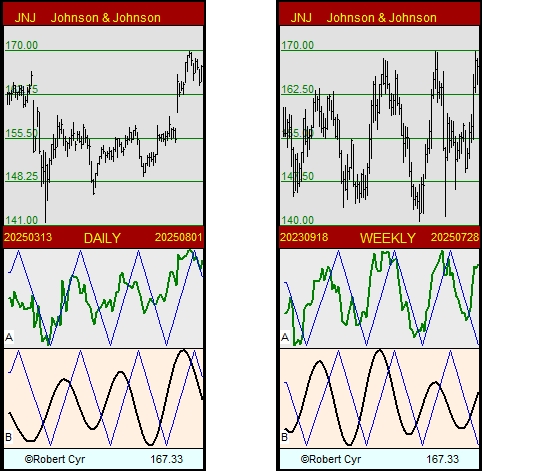 JNJ Johnson & Johnson
170.00
155.50
148.25
141.00
20250313 DAILY 20250801
A
B
©Robert Cyr 167.33
JNJ Johnson & Johnson
170.00
162.50
140.00
20230918 WEEKLY 20250728
A
B
©Robert Cyr 167.33